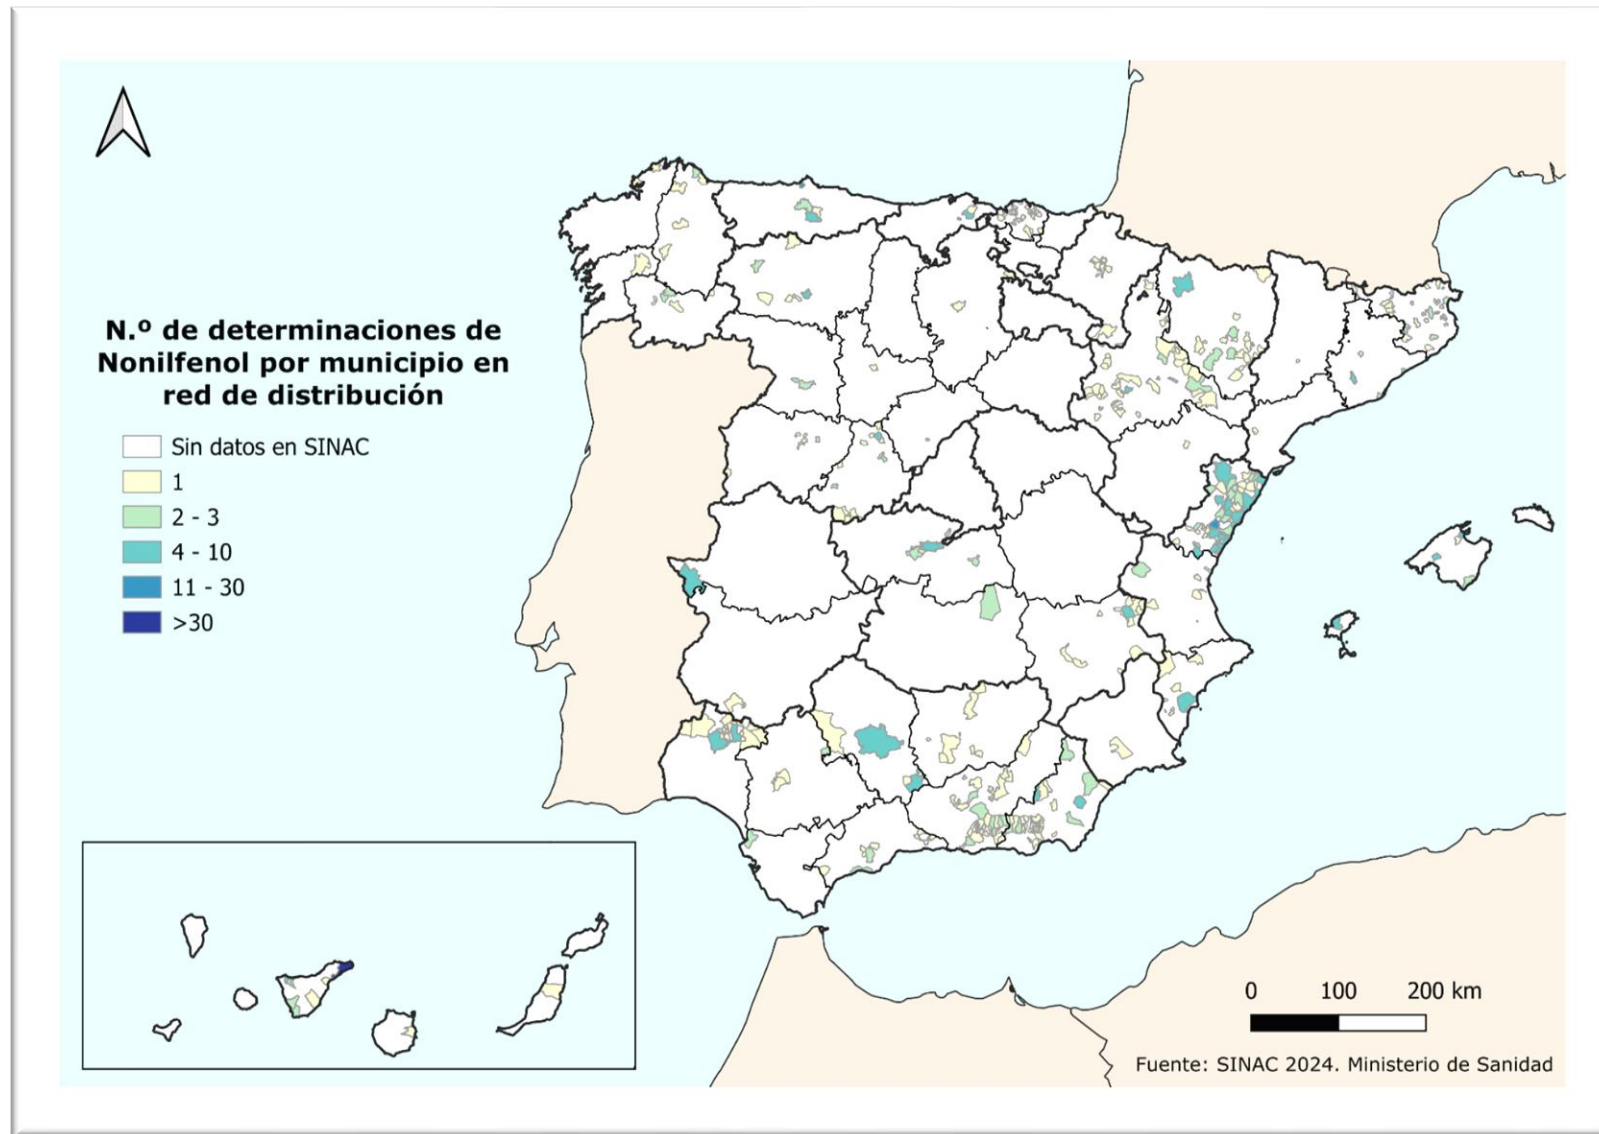 N.º de determinaciones de
Nonilfenol por municipio en
red de distribución
Sin datos en SINAC
1
2 - 3
4 - 10
11 - 30
>30
0 100 200 km
Fuente: SINAC 2024. Ministerio de Sanidad